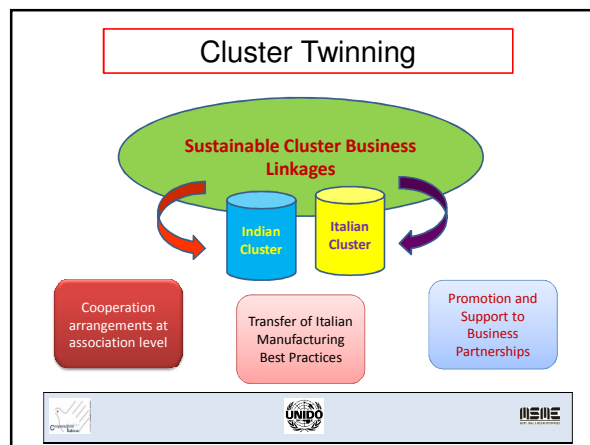 Cluster Twinning
Sustainable Cluster Business
Linkages
Indian
Cluster
Italian
Cluster
Cooperation
arrangements at
association level
Transfer of Italian
Manufacturing
Best Practices
Promotion and
Support to
Business
Partnerships
UNIDO
MSME